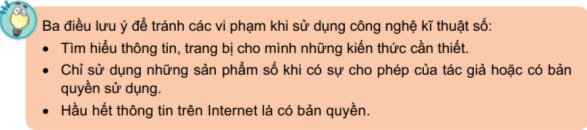 Ba điều lưu ý để tránh các vi phạm khi sử dụng công nghệ kĩ thuật số:
• Tìm hiểu thông tin, trang bị cho mình những kiến thức cần thiết.
• Chỉ sử dụng những sản phẩm số khi có sự cho phép của tác giả hoặc có bản
quyền sử dụng.
• Hầu hết thông tin trên Internet là có bản quyền.